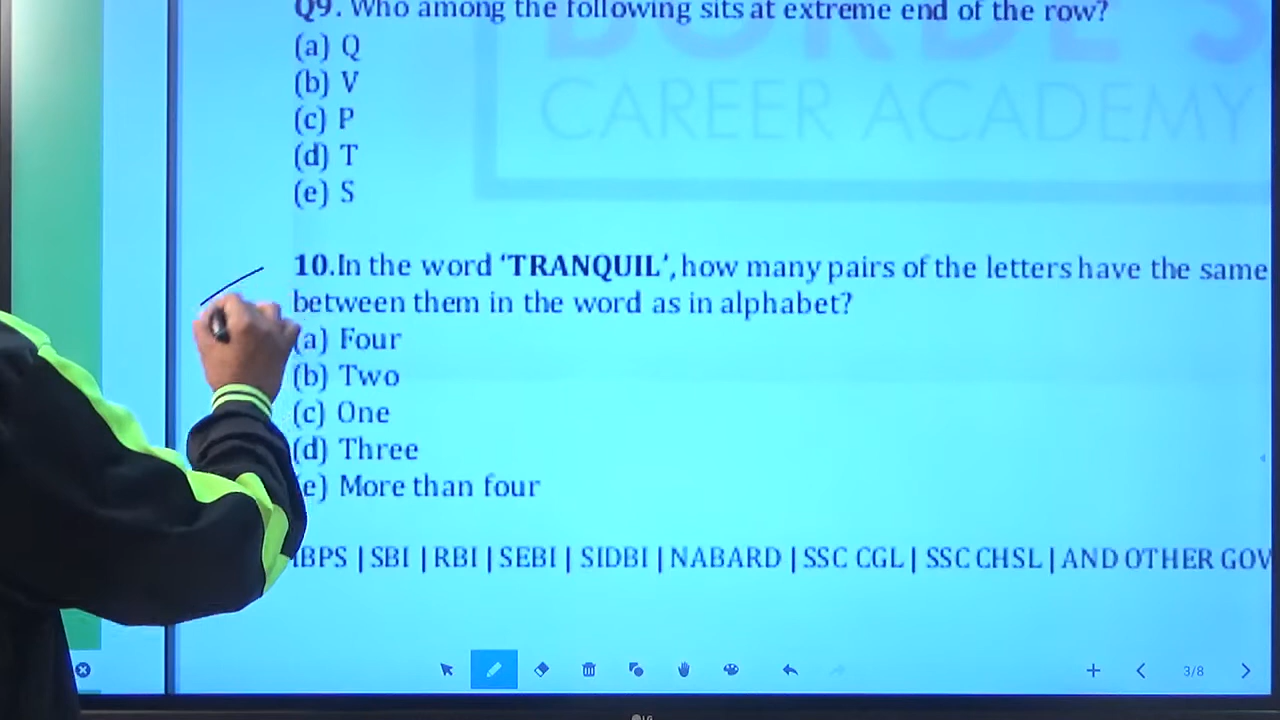 Q9. Who among the following sits at extreme end of the row?
(a) Q
(b) V
(c) P
(d) T
(e) S
BORDE'S
CAREER ACADEMY
10.In the word ‘TRANQUIL’, how many pairs of the letters have the same
between them in the word as in alphabet?
(a) Four
(b) Two
(c) One
(d) Three
(e) More than four
IBPS | SBI | RBI | SEBI | SIDBI | NABARD | SSC CGL | SSC CHSL | AND OTHER GOV
3/8
LG